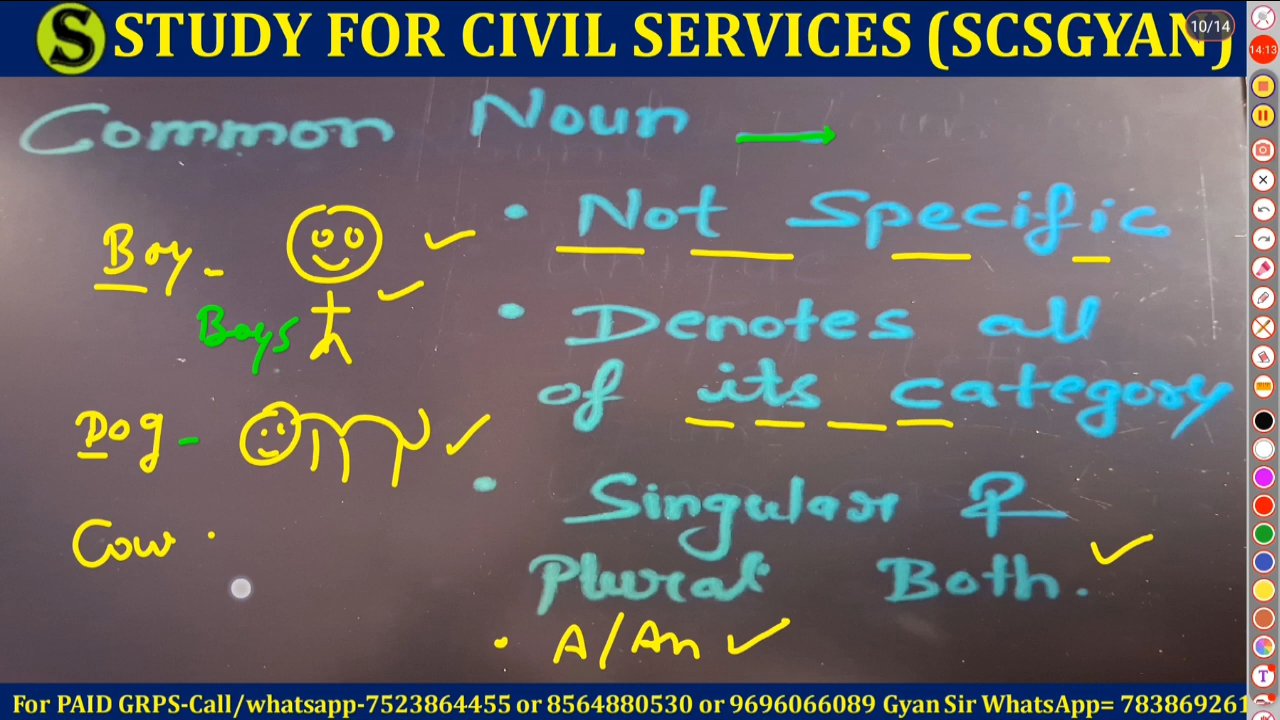 S STUDY FOR CIVIL SERVICES (SCSGYAN)
10/14
14:13
Common Noun
Boy -
Boys
Dog -
Cow
• Not Specific
• Denotes all
of its category
• Singular &
Plural Both.
• A/An
T
For PAID GRPS-Call/whatsapp-7523864455 or 8564880530 or 9696066089 Gyan Sir WhatsApp= 783869261